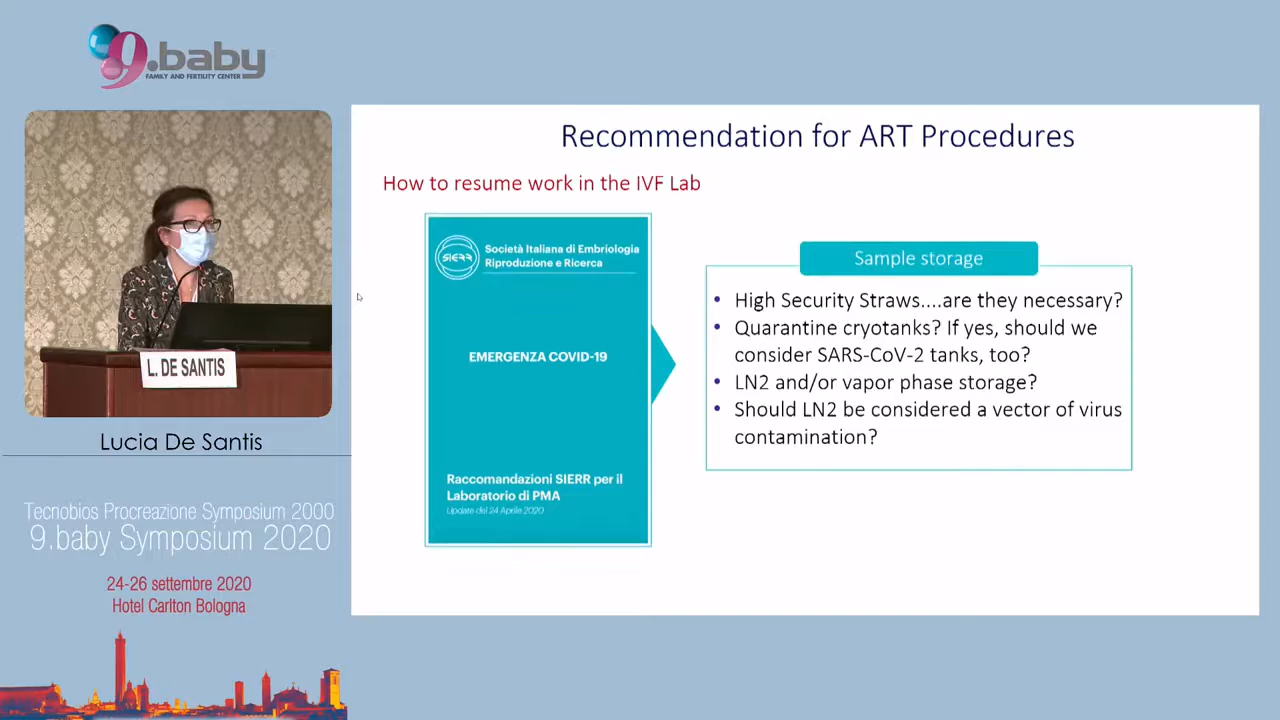 9.baby
FAMILY AND FERTILITY CENTER
L. DE SANTIS
Lucia De Santis
Tecnobios Procreazione Symposium 2000
9.baby Symposium 2020
24-26 settembre 2020
Hotel Carlton Bologna
Recommendation for ART Procedures
How to resume work in the IVF Lab
SIERR
Società Italiana di Embriologia
Riproduzione e Ricerca
EMERGENZA COVID-19
Raccomandazioni SIERR per il
Laboratorio di PMA
Update del 24 Aprile 2020
Sample storage
• High Security Straws....are they necessary?
• Quarantine cryotanks? If yes, should we
consider SARS-CoV-2 tanks, too?
• LN2 and/or vapor phase storage?
• Should LN2 be considered a vector of virus
contamination?